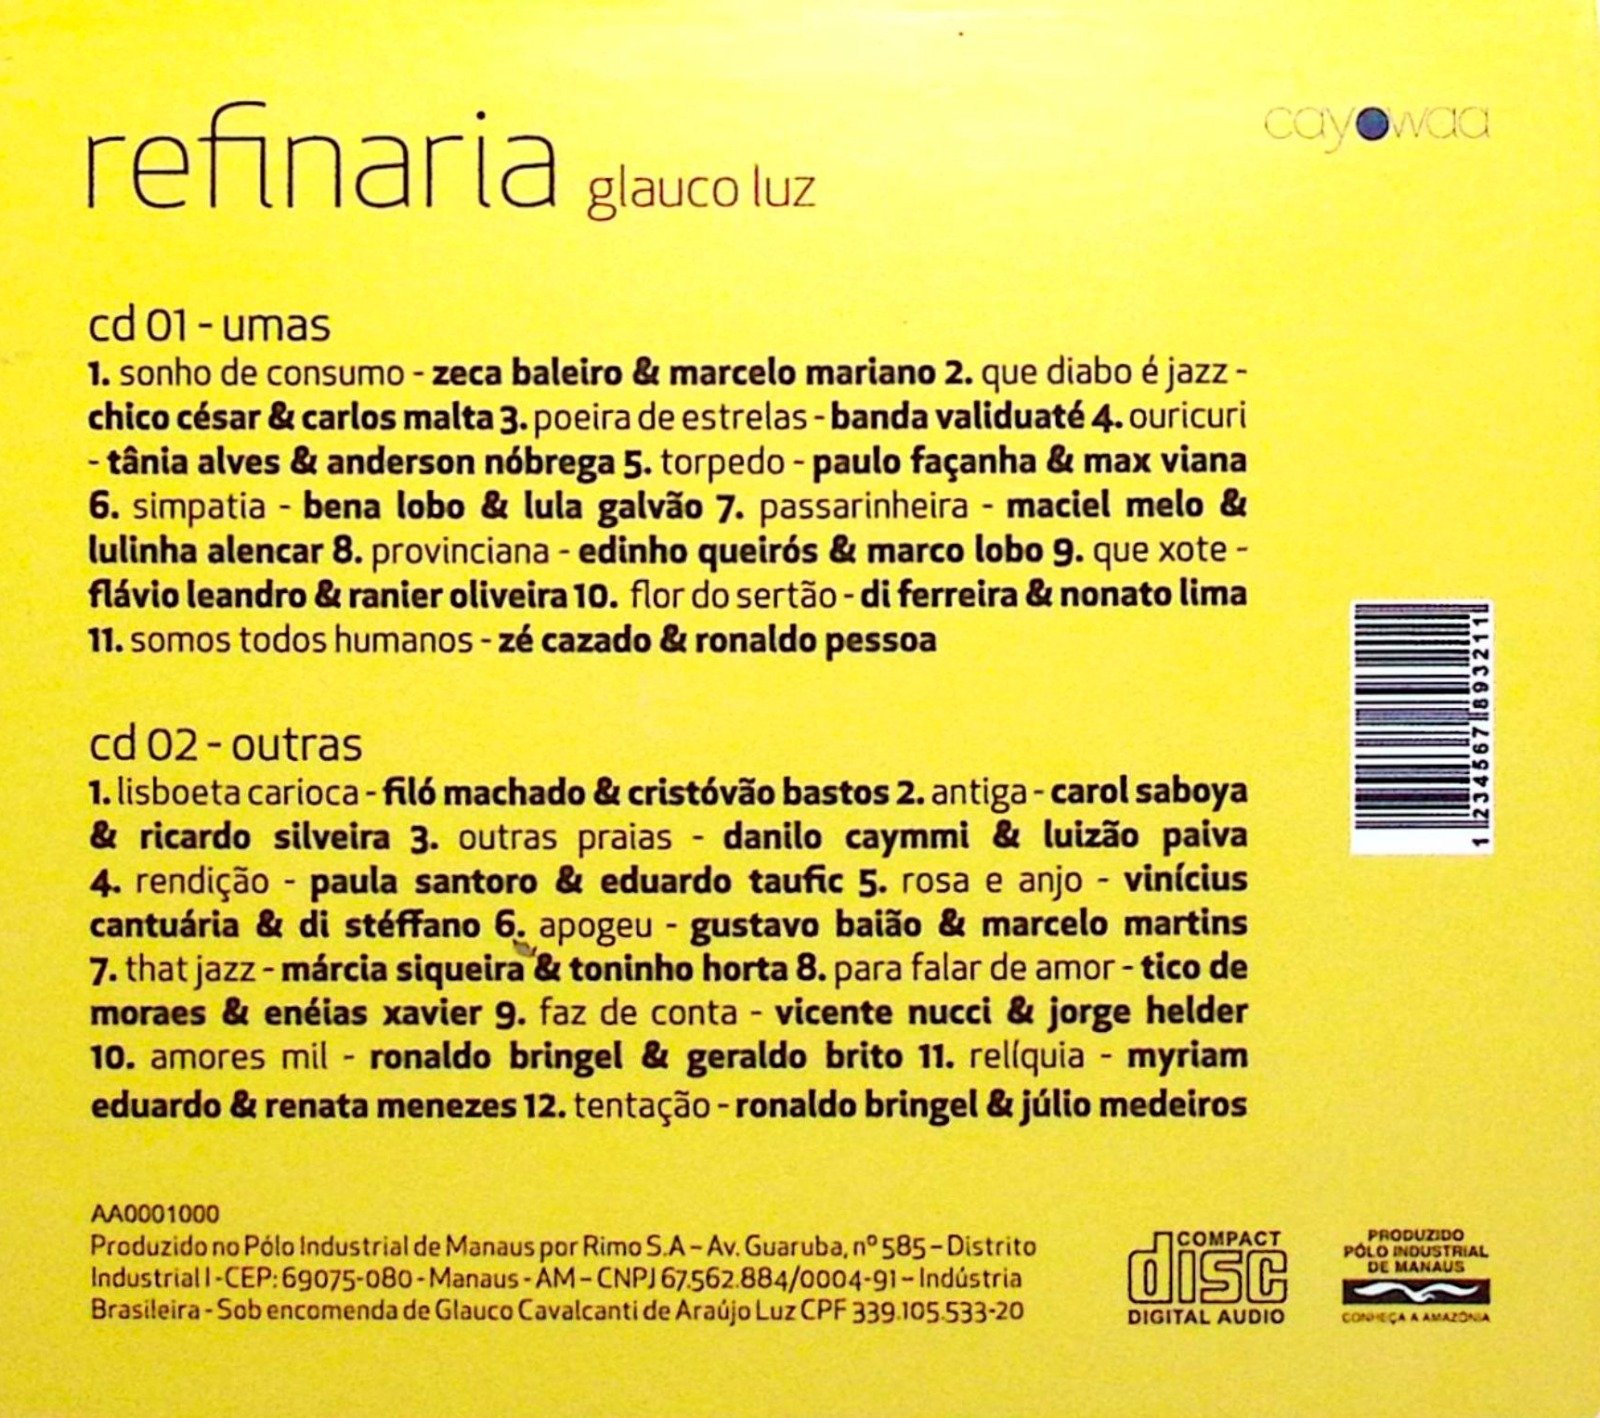 refinaria glauco luz
cayowaa
cd 01 - umas
1. sonho de consumo - zeca baleiro & marcelo mariano 2. que diabo é jazz -
chico césar & carlos malta 3. poeira de estrelas - banda validuaté 4. ouricuri
- tânia alves & anderson nóbrega 5. torpedo - paulo façanha & max viana
6. simpatia - bena lobo & lula galvão 7. passarinheira - maciel melo &
lulinha alencar 8. provinciana - edinho queirós & marco lobo 9. que xote -
flávio leandro & ranier oliveira 10. flor do sertão - di ferreira & nonato lima
11. somos todos humanos - zé cazado & ronaldo pessoa
cd 02 - outras
1. lisboeta carioca - filó machado & cristóvão bastos 2. antiga - carol saboya
& ricardo silveira 3. outras praias - danilo caymmi & luizão paiva
4. rendição - paula santoro & eduardo taufic 5. rosa e anjo - vinícius
cantuária & di stéffano 6. apogeu - gustavo baião & marcelo martins
7. that jazz - márcia siqueira & toninho horta 8. para falar de amor - tico de
moraes & enéias xavier 9. faz de conta - vicente nucci & jorge helder
10. amores mil - ronaldo bringel & geraldo brito 11. relíquia - myriam
eduardo & renata menezes 12. tentação - ronaldo bringel & júlio medeiros
1 234567 893211
AA0001000
Produzido no Pólo Industrial de Manaus por Rimo S.A – Av. Guaruba, nº 585 – Distrito
Industrial I - CEP: 69075-080 - Manaus - AM – CNPJ 67.562.884/0004-91 – Indústria
Brasileira - Sob encomenda de Glauco Cavalcanti de Araújo Luz CPF 339.105.533-20
COMPACT
disc
DIGITAL AUDIO
PRODUZIDO
PÓLO INDUSTRIAL
DE MANAUS
CONHEÇA A AMAZÔNIA